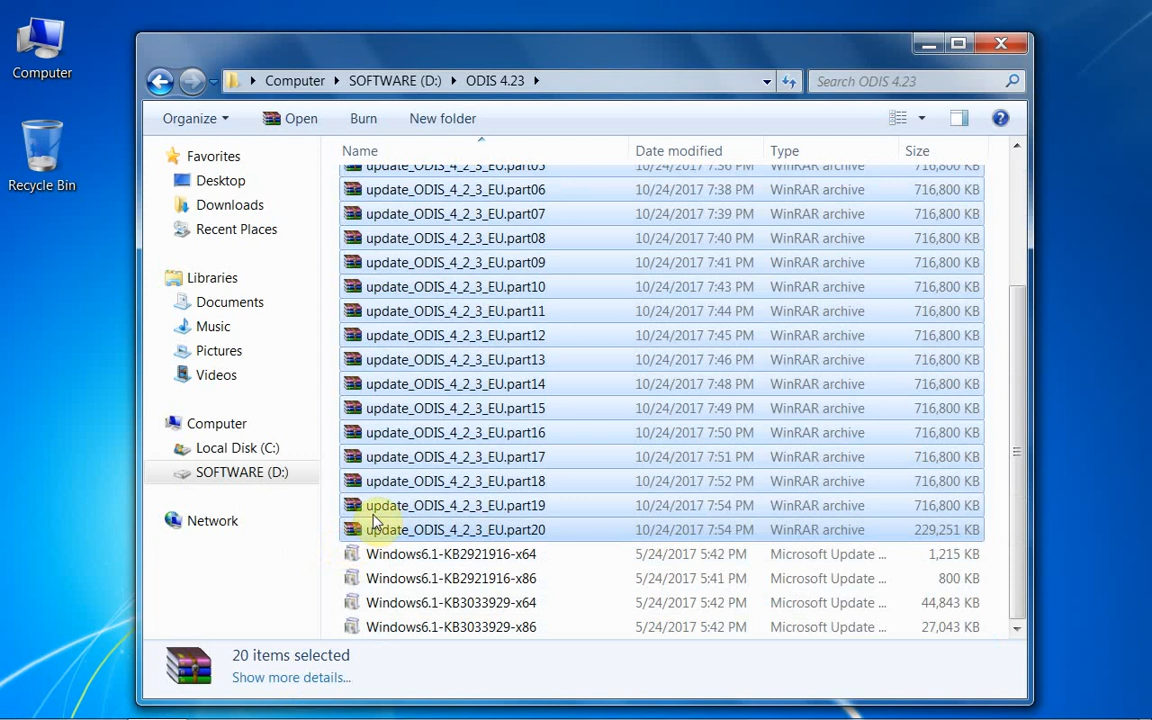 Computer
Recycle Bin
Computer SOFTWARE (D:) ODIS 4.23
Search ODIS 4.23
Organize Open Burn New folder
Favorites
Desktop
Downloads
Recent Places
Libraries
Documents
Music
Pictures
Videos
Computer
Local Disk (C:)
SOFTWARE (D:)
Network
Name Date modified Type Size
update_ODIS_4_2_3_EU.part05 10/24/2017 7:36 PM WinRAR archive 716,800 KB
update_ODIS_4_2_3_EU.part06 10/24/2017 7:38 PM WinRAR archive 716,800 KB
update_ODIS_4_2_3_EU.part07 10/24/2017 7:39 PM WinRAR archive 716,800 KB
update_ODIS_4_2_3_EU.part08 10/24/2017 7:40 PM WinRAR archive 716,800 KB
update_ODIS_4_2_3_EU.part09 10/24/2017 7:41 PM WinRAR archive 716,800 KB
update_ODIS_4_2_3_EU.part10 10/24/2017 7:43 PM WinRAR archive 716,800 KB
update_ODIS_4_2_3_EU.part11 10/24/2017 7:44 PM WinRAR archive 716,800 KB
update_ODIS_4_2_3_EU.part12 10/24/2017 7:45 PM WinRAR archive 716,800 KB
update_ODIS_4_2_3_EU.part13 10/24/2017 7:46 PM WinRAR archive 716,800 KB
update_ODIS_4_2_3_EU.part14 10/24/2017 7:48 PM WinRAR archive 716,800 KB
update_ODIS_4_2_3_EU.part15 10/24/2017 7:49 PM WinRAR archive 716,800 KB
update_ODIS_4_2_3_EU.part16 10/24/2017 7:50 PM WinRAR archive 716,800 KB
update_ODIS_4_2_3_EU.part17 10/24/2017 7:51 PM WinRAR archive 716,800 KB
update_ODIS_4_2_3_EU.part18 10/24/2017 7:52 PM WinRAR archive 716,800 KB
update_ODIS_4_2_3_EU.part19 10/24/2017 7:54 PM WinRAR archive 716,800 KB
update_ODIS_4_2_3_EU.part20 10/24/2017 7:54 PM WinRAR archive 229,251 KB
Windows6.1-KB2921916-x64 5/24/2017 5:42 PM Microsoft Update ... 1,215 KB
Windows6.1-KB2921916-x86 5/24/2017 5:41 PM Microsoft Update ... 800 KB
Windows6.1-KB3033929-x64 5/24/2017 5:42 PM Microsoft Update ... 44,843 KB
Windows6.1-KB3033929-x86 5/24/2017 5:42 PM Microsoft Update ... 27,043 KB
20 items selected
Show more details...